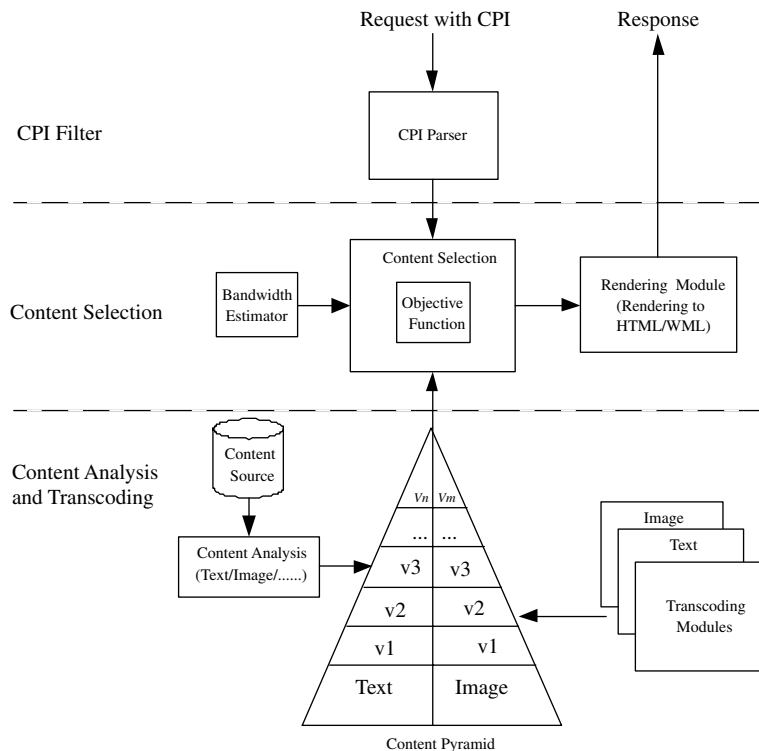 Request with CPI
Response
CPI Filter
CPI Parser
Content Selection
Bandwidth
Estimator
Content Selection
Objective
Function
Rendering Module
(Rendering to
HTML/WML)
Content Analysis
and Transcoding
Content
Source
Content Analysis
(Text/Image/......)
Vn Vm
... ...
v3 v3
v2 v2
v1 v1
Text Image
Content Pyramid
Image
Text
Transcoding
Modules